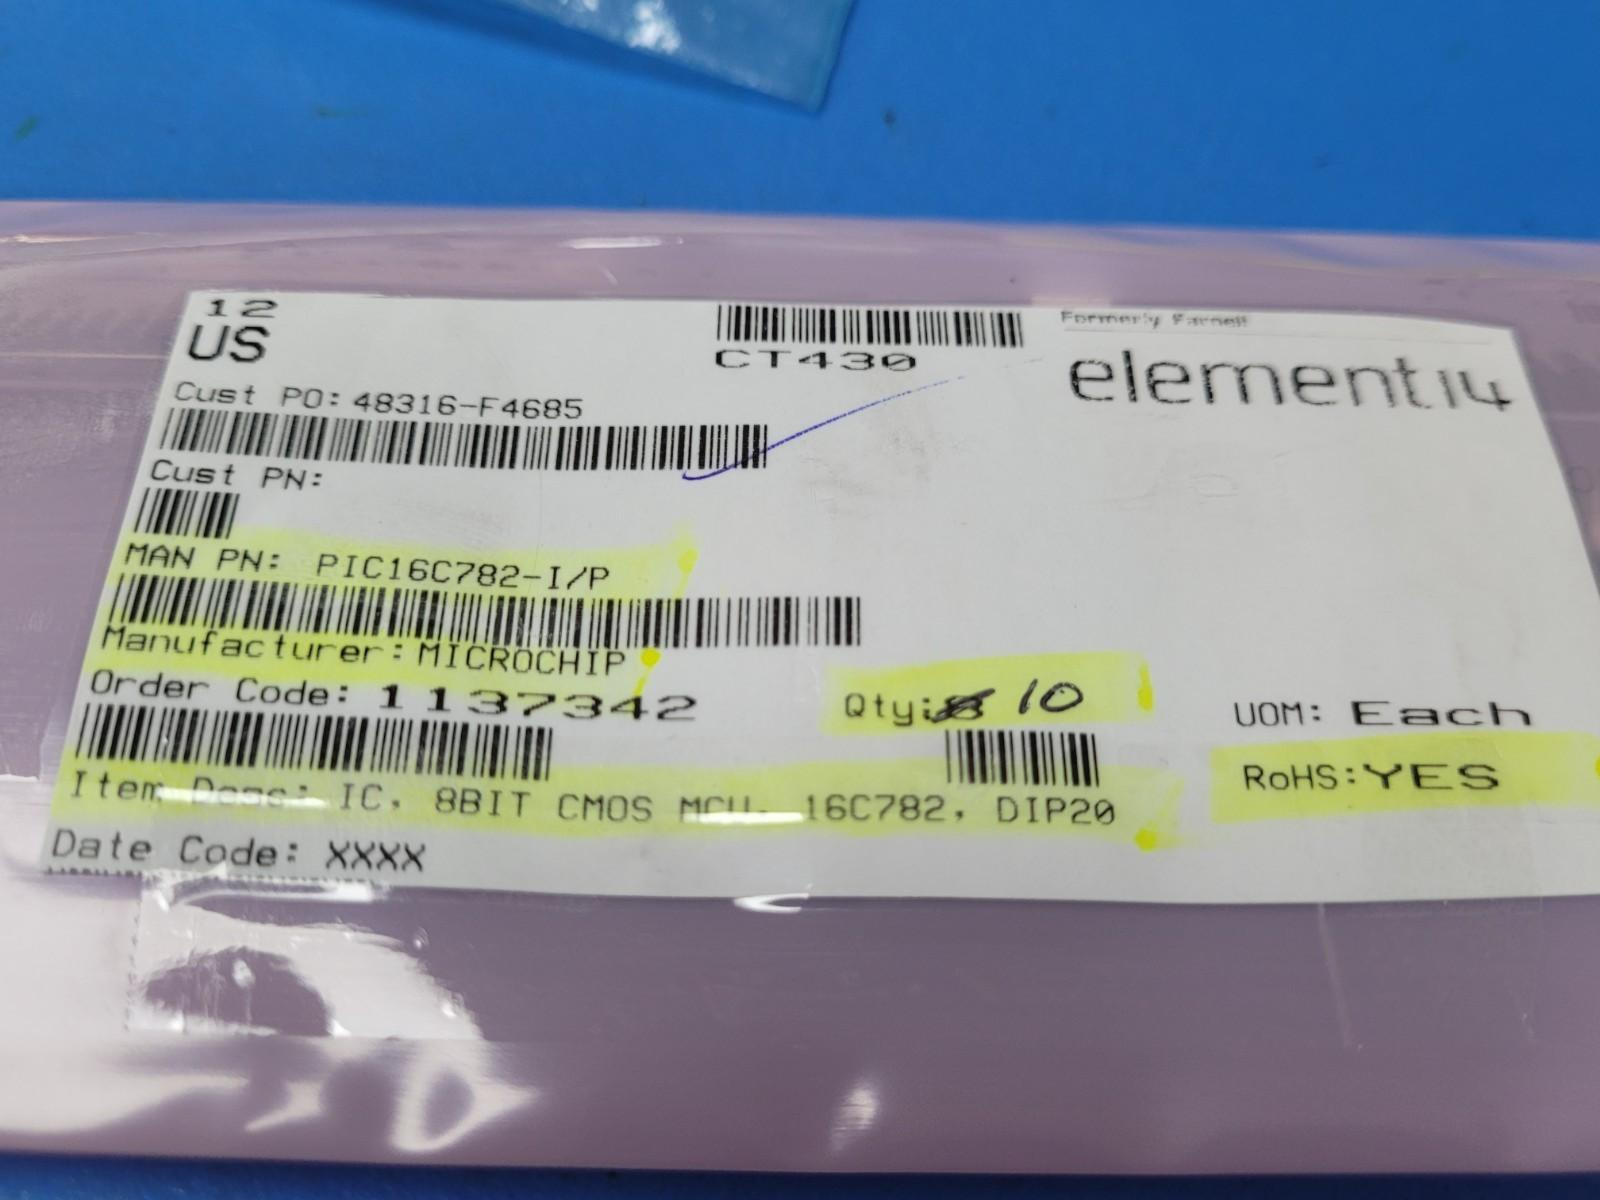 12
US
CT430
Formerly Farnell
element14
Cust PO: 48316-F4685
Cust PN:
MAN PN: PIC16C782-I/P
Manufacturer: MICROCHIP
Order Code: 1137342
Qty: 10
UOM: Each
RoHS: YES
Item Desc: IC, 8BIT CMOS MCU, 16C782, DIP20
Date Code: XXXX